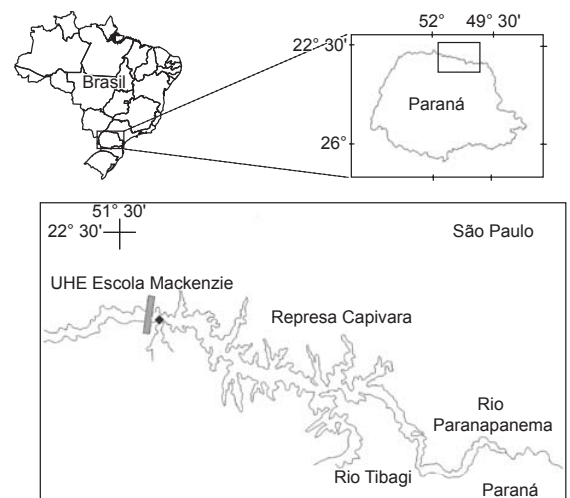 Brasil
52° 49° 30'
22° 30'
Paraná
26°
51° 30'
22° 30'
São Paulo
UHE Escola Mackenzie
Represa Capivara
Rio
Paranapanema
Rio Tibagi
Paraná